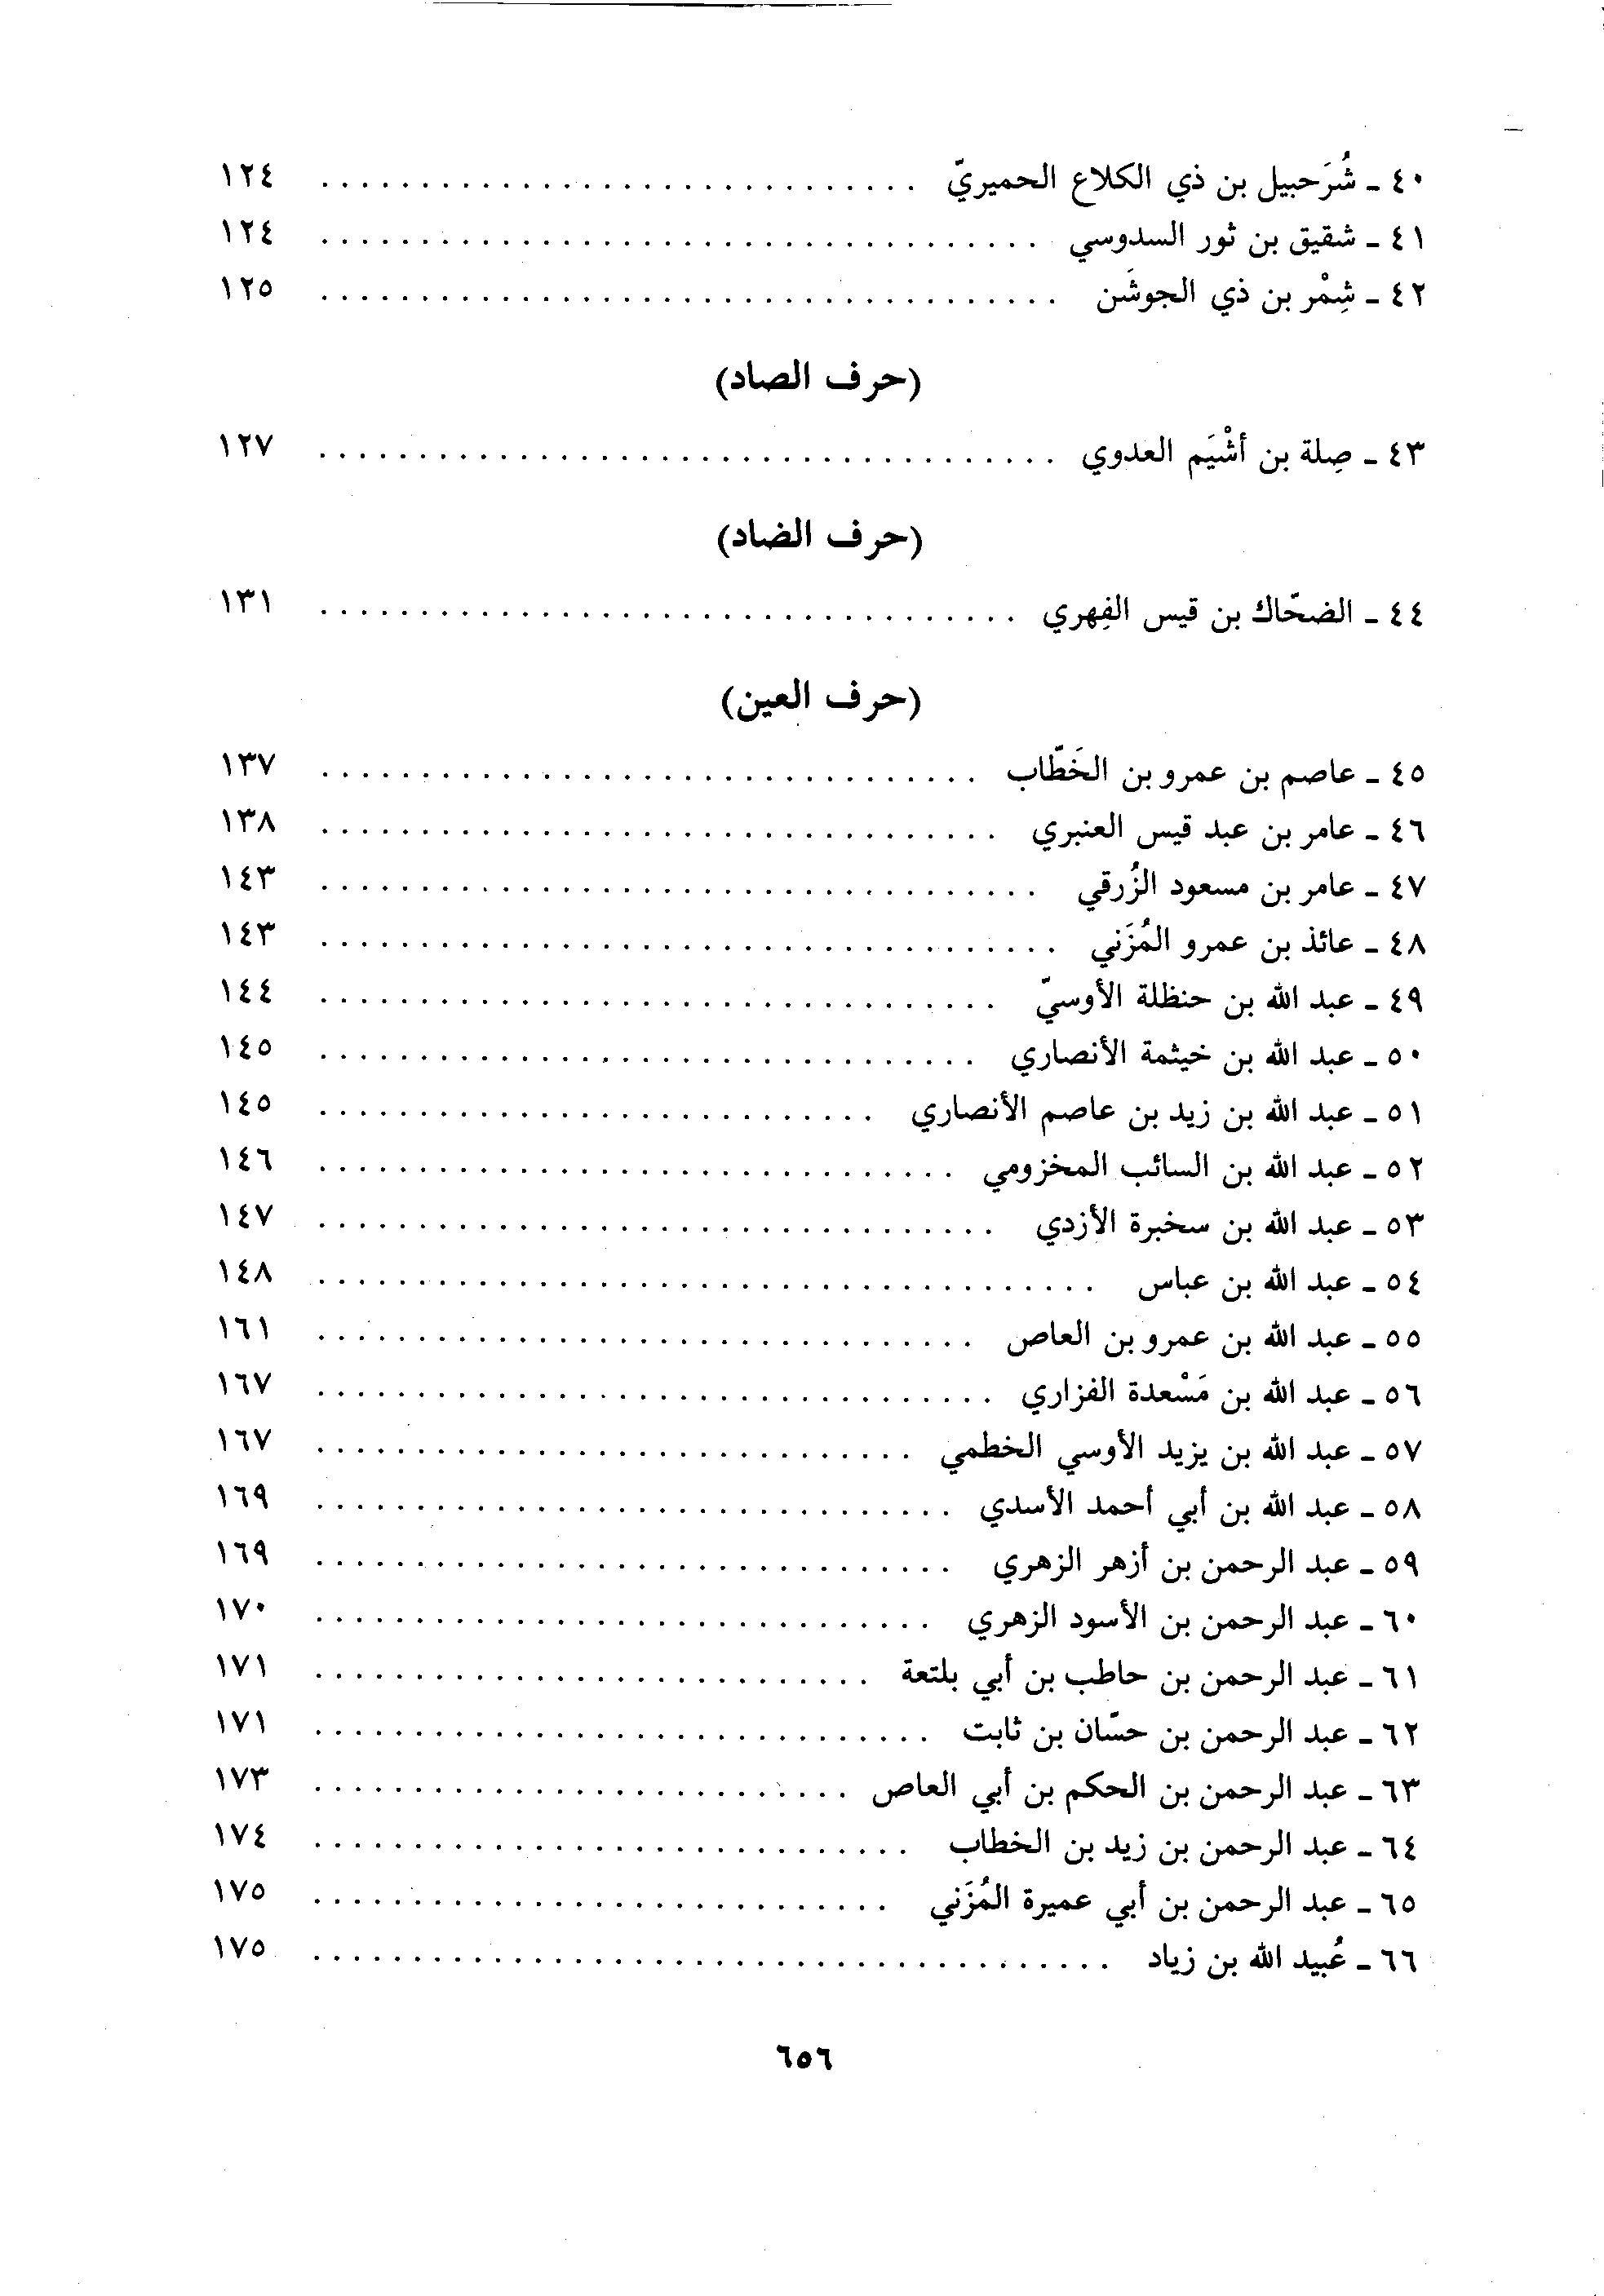 ٤٠ - شُرَحبيل بن ذي الكلاع الحميريّ . . . . . . . . . . . . . . . . . . . . . . . . . . . . . . ١٢٤
٤١ - شقيق بن ثور السدوسي . . . . . . . . . . . . . . . . . . . . . . . . . . . . . . . . . . . . ١٢٤
٤٢ - شِمْر بن ذي الجوشَن . . . . . . . . . . . . . . . . . . . . . . . . . . . . . . . . . . . . . ١٢٥
(حرف الصاد)
٤٣ - صِلة بن أشْيَم العدوي . . . . . . . . . . . . . . . . . . . . . . . . . . . . . . . . . . . . . ١٢٧
(حرف الضاد)
٤٤ - الضحّاك بن قيس الفِهري . . . . . . . . . . . . . . . . . . . . . . . . . . . . . . . . . . . ١٣١
(حرف العين)
٤٥ - عاصم بن عمرو بن الخَطّاب . . . . . . . . . . . . . . . . . . . . . . . . . . . . . . . . . ١٣٧
٤٦ - عامر بن عبد قيس العنبري . . . . . . . . . . . . . . . . . . . . . . . . . . . . . . . . . . ١٣٨
٤٧ - عامر بن مسعود الزُرقي . . . . . . . . . . . . . . . . . . . . . . . . . . . . . . . . . . . . ١٤٣
٤٨ - عائذ بن عمرو المُزَني . . . . . . . . . . . . . . . . . . . . . . . . . . . . . . . . . . . . . ١٤٣
٤٩ - عبد الله بن حنظلة الأوسيّ . . . . . . . . . . . . . . . . . . . . . . . . . . . . . . . . . . ١٤٤
٥٠ - عبد الله بن خيثمة الأنصاري . . . . . . . . . . . . . . . . . . . . . . . . . . . . . . . . . ١٤٥
٥١ - عبد الله بن زيد بن عاصم الأنصاري . . . . . . . . . . . . . . . . . . . . . . . . . . . . ١٤٥
٥٢ - عبد الله بن السائب المخزومي . . . . . . . . . . . . . . . . . . . . . . . . . . . . . . . . ١٤٦
٥٣ - عبد الله بن سخبرة الأزدي . . . . . . . . . . . . . . . . . . . . . . . . . . . . . . . . . . ١٤٧
٥٤ - عبد الله بن عباس . . . . . . . . . . . . . . . . . . . . . . . . . . . . . . . . . . . . . . . ١٤٨
٥٥ - عبد الله بن عمرو بن العاص . . . . . . . . . . . . . . . . . . . . . . . . . . . . . . . . . ١٦١
٥٦ - عبد الله بن مَسْعدة الفزاري . . . . . . . . . . . . . . . . . . . . . . . . . . . . . . . . . . ١٦٧
٥٧ - عبد الله بن يزيد الأوسي الخطمي . . . . . . . . . . . . . . . . . . . . . . . . . . . . . . ١٦٧
٥٨ - عبد الله بن أبي أحمد الأسدي . . . . . . . . . . . . . . . . . . . . . . . . . . . . . . . . ١٦٩
٥٩ - عبد الرحمن بن أزهر الزهري . . . . . . . . . . . . . . . . . . . . . . . . . . . . . . . . ١٦٩
٦٠ - عبد الرحمن بن الأسود الزهري . . . . . . . . . . . . . . . . . . . . . . . . . . . . . . . ١٧٠
٦١ - عبد الرحمن بن حاطب بن أبي بلتعة . . . . . . . . . . . . . . . . . . . . . . . . . . . . ١٧١
٦٢ - عبد الرحمن بن حسّان بن ثابت . . . . . . . . . . . . . . . . . . . . . . . . . . . . . . . ١٧١
٦٣ - عبد الرحمن بن الحكم بن أبي العاص . . . . . . . . . . . . . . . . . . . . . . . . . . . ١٧٣
٦٤ - عبد الرحمن بن زيد بن الخطاب . . . . . . . . . . . . . . . . . . . . . . . . . . . . . . ١٧٤
٦٥ - عبد الرحمن بن أبي عميرة المُزَني . . . . . . . . . . . . . . . . . . . . . . . . . . . . . ١٧٥
٦٦ - عُبيد الله بن زياد . . . . . . . . . . . . . . . . . . . . . . . . . . . . . . . . . . . . . . . . ١٧٥
٦٥٦